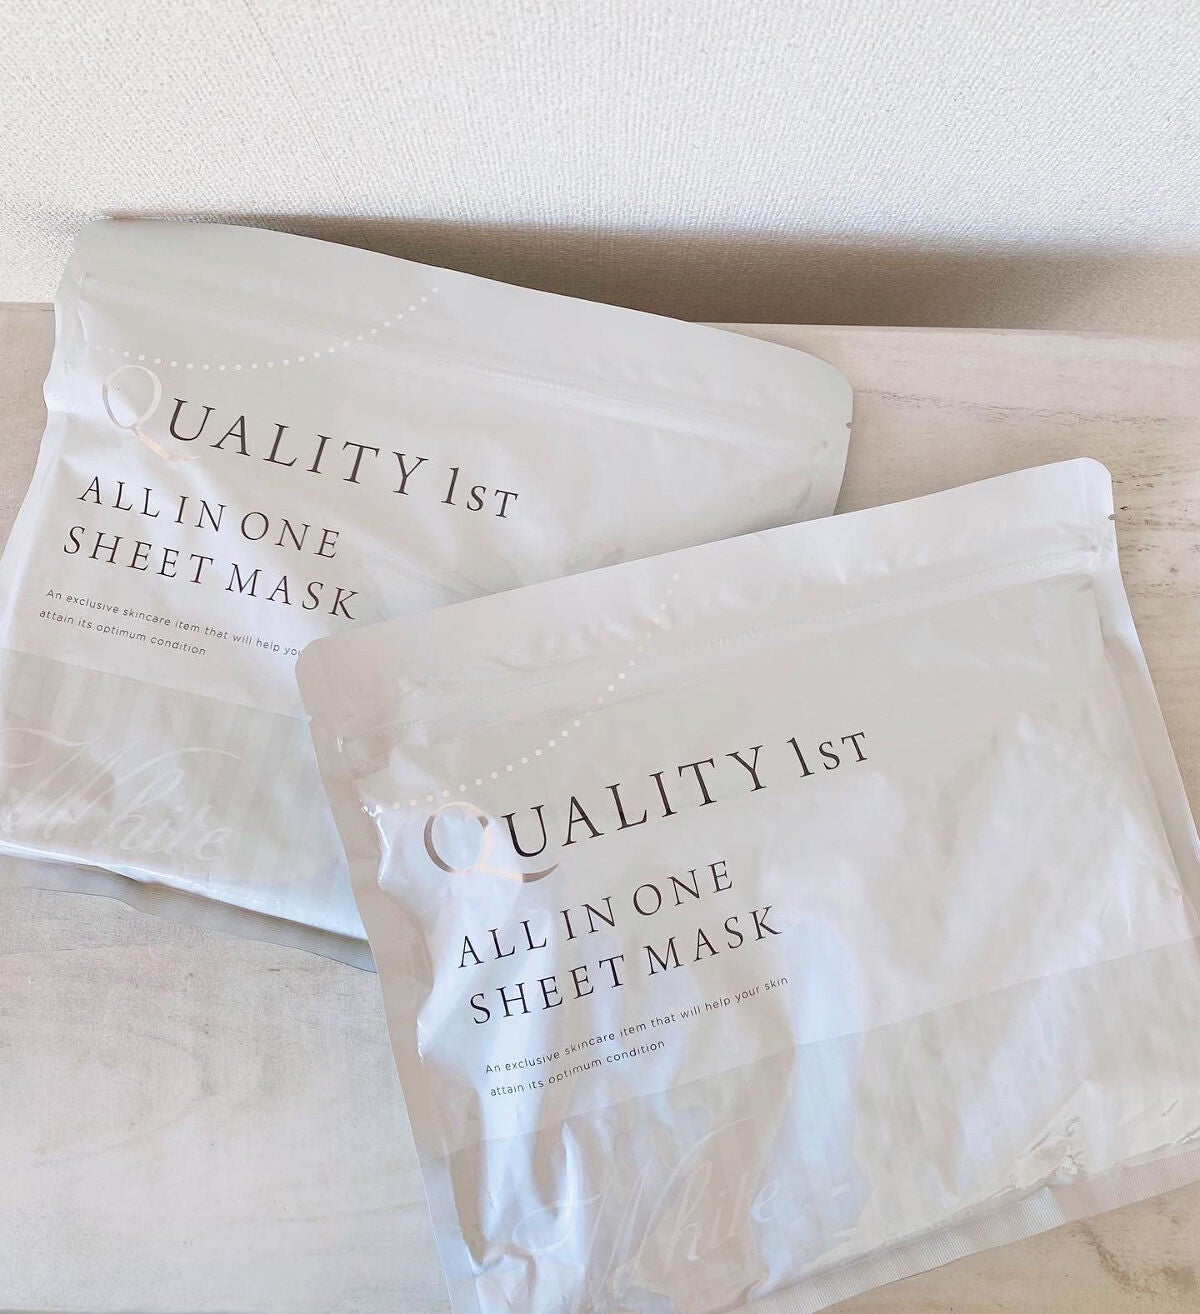 QUALITY 1ST
ALL IN ONE
SHEET MASK
An exclusive skincare item that will help you
attain its optimum condition
White
QUALITY 1ST
ALL IN ONE
SHEET MASK
An exclusive skincare item that will help your skin
attain its optimum condition
White